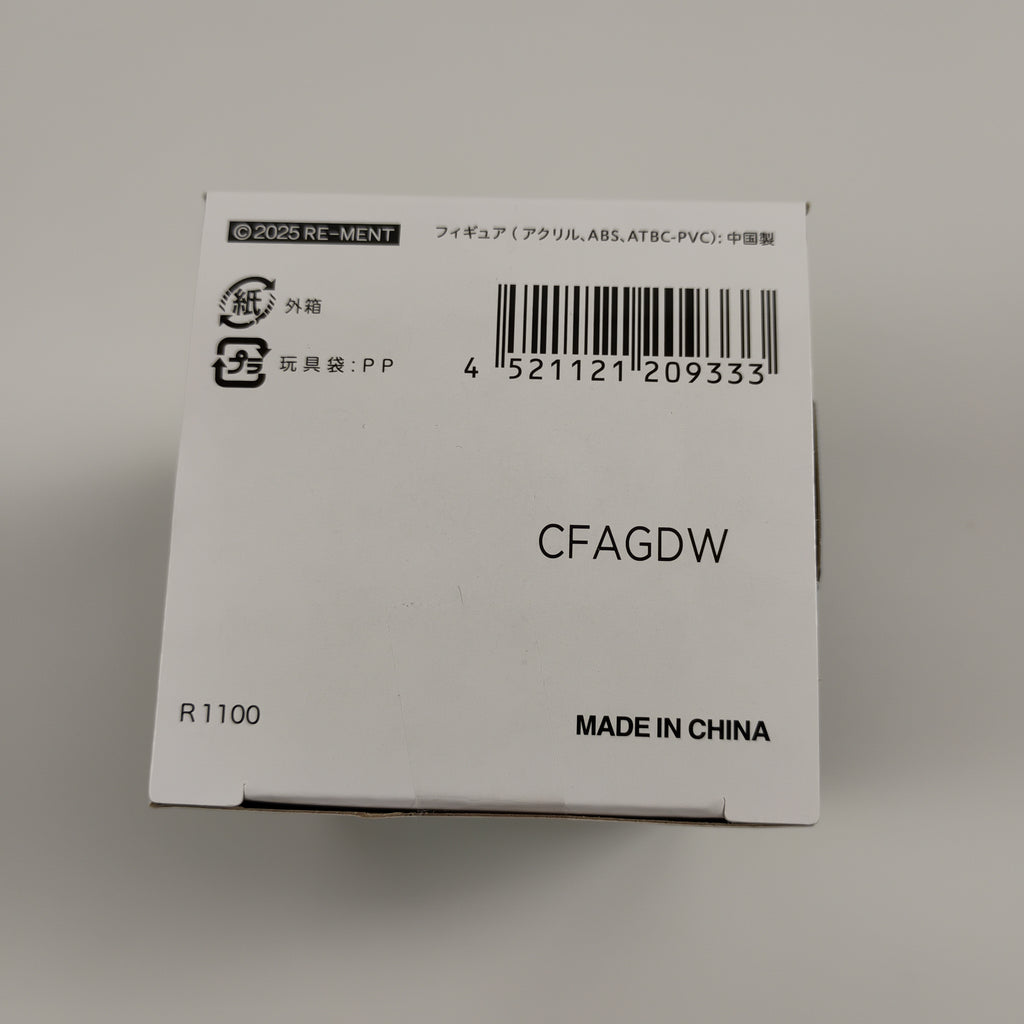 ©2025 RE-MENT
フィギュア ( アクリル、ABS、ATBC-PVC): 中国製
紙 外箱
プラ 玩具袋:PP
4 521121 209333
CFAGDW
R1100
MADE IN CHINA